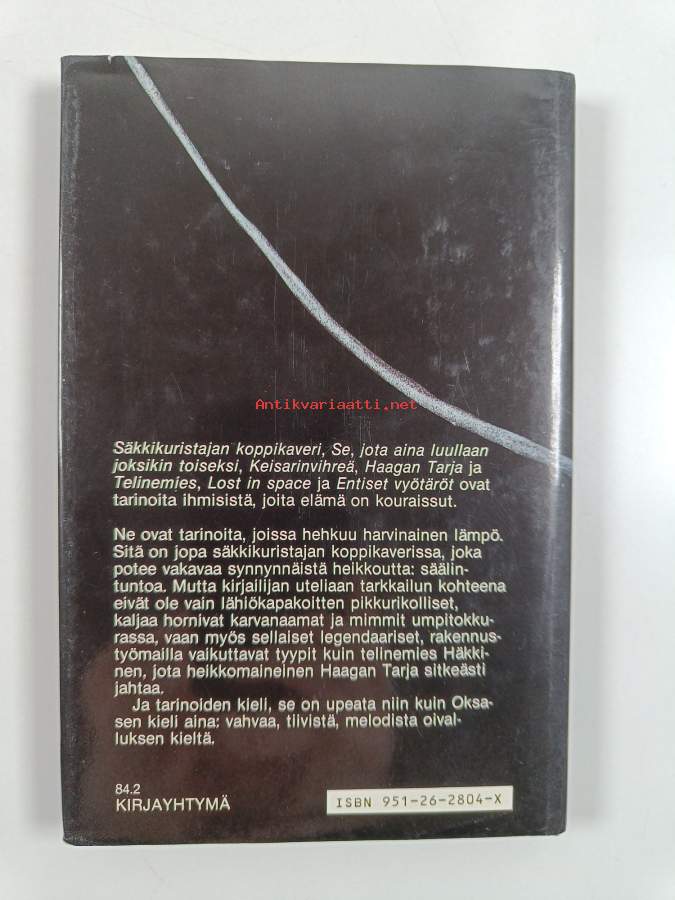 Antikvariaatti.net
Säkkikuristajan koppikaveri, Se, jota aina luullaan
joksikin toiseksi, Keisarinvihreä, Haagan Tarja ja
Telinemies, Lost in space ja Entiset vyötäröt ovat
tarinoita ihmisistä, joita elämä on kouraissut.
Ne ovat tarinoita, joissa hehkuu harvinainen lämpö.
Sitä on jopa säkkikuristajan koppikaverissa, joka
potee vakavaa synnynnäistä heikkoutta: säälin-
tuntoa. Mutta kirjailijan uteliaan tarkkailun kohteena
eivät ole vain lähiökapakoitten pikkurikolliset,
kaljaa hornivat karvanaamat ja mimmit umpitokku-
rassa, vaan myös sellaiset legendaariset, rakennus-
työmailla vaikuttavat tyypit kuin telinemies Häkki-
nen, jota heikkomaineinen Haagan Tarja sitkeästi
jahtaa.
Ja tarinoiden kieli, se on upeata niin kuin Oksa-
sen kieli aina: vahvaa, tiivistä, melodista oival-
luksen kieltä.
84.2
KIRJAYHTYMÄ
ISBN 951-26-2804-X